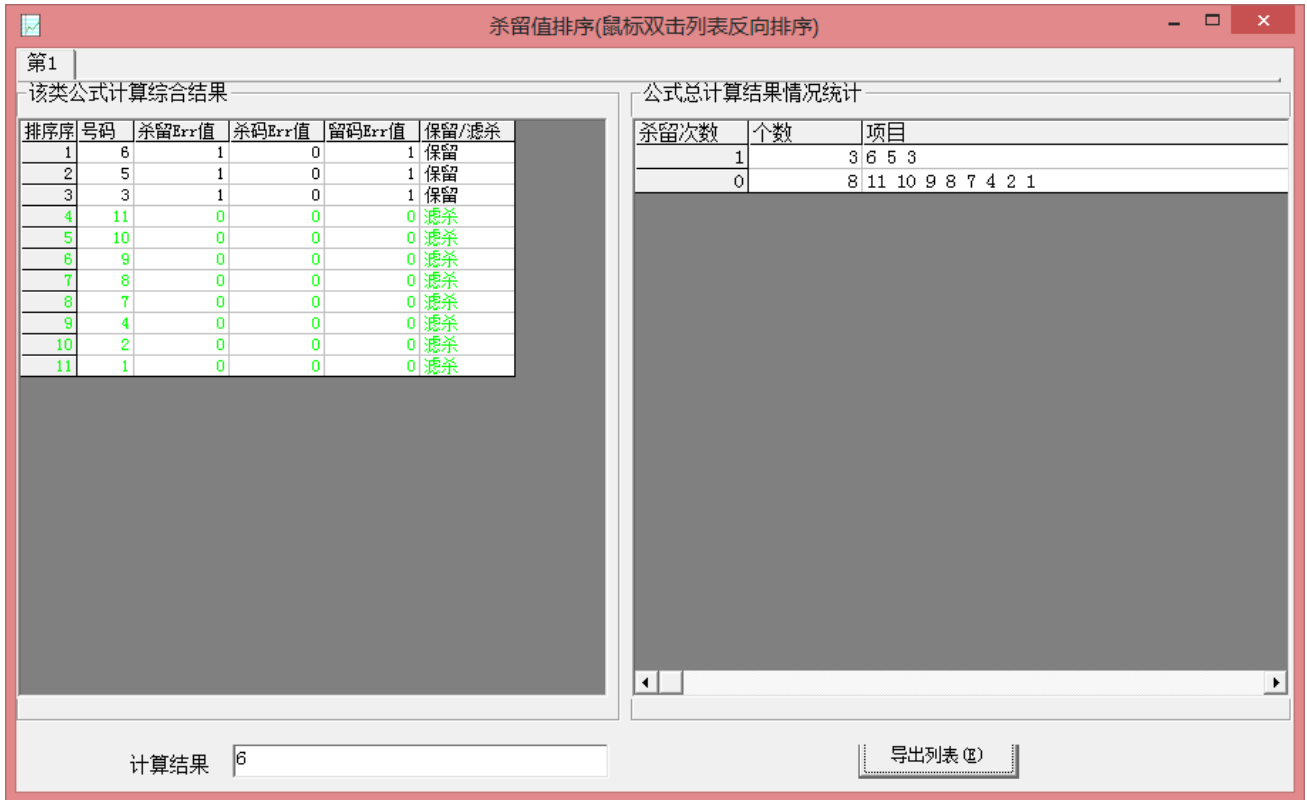 杀留值排序(鼠标双击列表反向排序)
第1
该类公式计算综合结果
排序序 号码 杀留Err值 杀码Err值 留码Err值 保留/滤杀
1 6 1 0 1 保留
2 5 1 0 1 保留
3 3 1 0 1 保留
4 11 0 0 0 滤杀
5 10 0 0 0 滤杀
6 9 0 0 0 滤杀
7 8 0 0 0 滤杀
8 7 0 0 0 滤杀
9 4 0 0 0 滤杀
10 2 0 0 0 滤杀
11 1 0 0 0 滤杀
公式总计算结果情况统计
杀留次数 个数 项目
1 3 6 5 3
0 8 11 10 9 8 7 4 2 1
计算结果 6
导出列表(E)